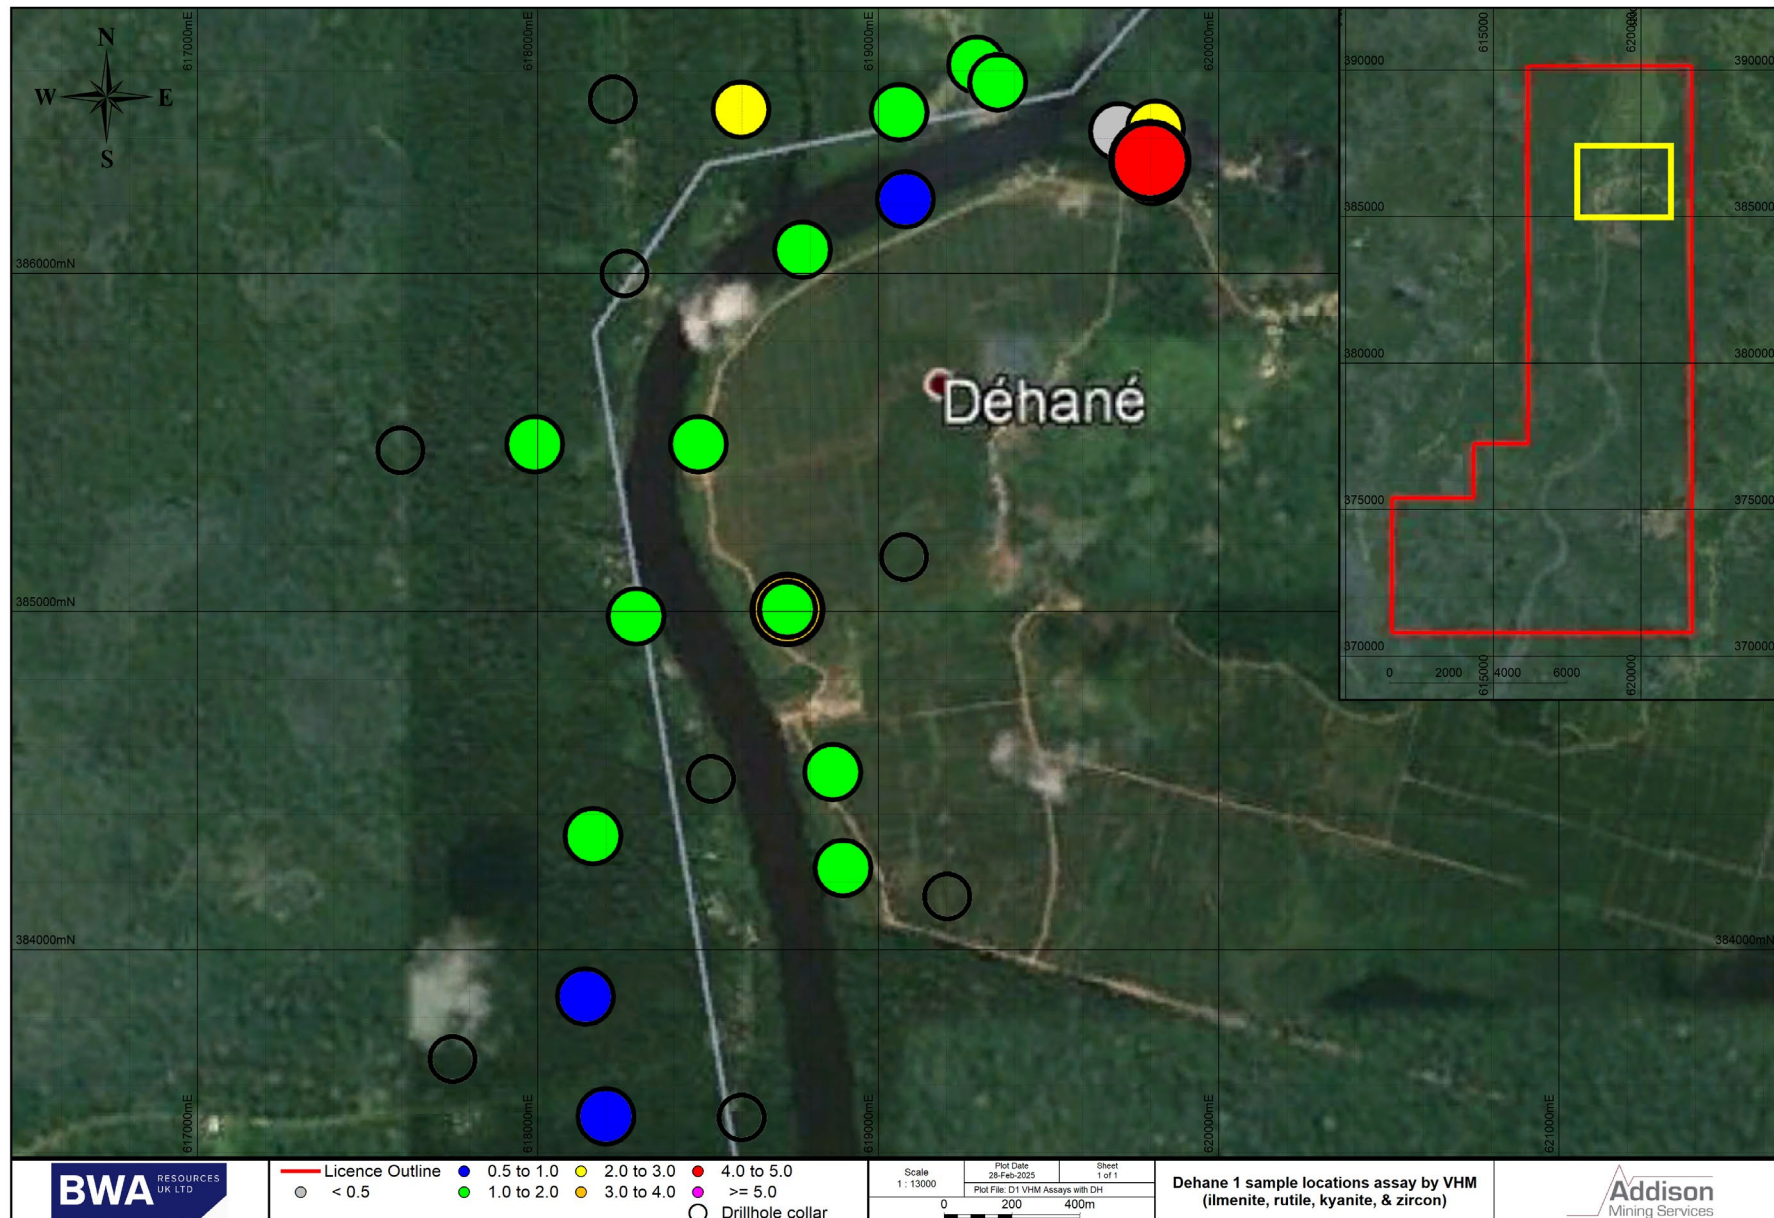 N
W E
S
617000mE
618000mE
619000mE
620000mE
615000
620000
390000
390000
385000
385000
380000
380000
375000
375000
370000
370000
0 2000 4000 6000
615000
620000
386000mN
Déhané
385000mN
384000mN
384000mN
617000mE
618000mE
619000mE
620000mE
621000mE
BWA RESOURCES
UK LTD
Licence Outline
< 0.5
0.5 to 1.0
1.0 to 2.0
2.0 to 3.0
3.0 to 4.0
4.0 to 5.0
>= 5.0
Drillhole collar
Scale
1 : 13000
Plot Date
28-Feb-2025
Sheet
1 of 1
Plot File: D1 VHM Assays with DH
0 200 400m
Dehane 1 sample locations assay by VHM
(ilmenite, rutile, kyanite, & zircon)
Addison
Mining Services